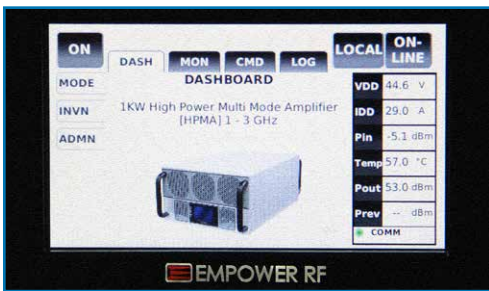 ON
DASH MON CMD LOG
LOCAL
ON-
LINE
MODE
INVN
ADMN
DASHBOARD
1KW High Power Multi Mode Amplifier
[HPMA] 1 - 3 GHz
VDD 44.6 V
IDD 29.0 A
Pin -5.1 dBm
Temp 57.0 °C
Pout 53.0 dBm
Prev -- dBm
COMM
EMPOWER RF